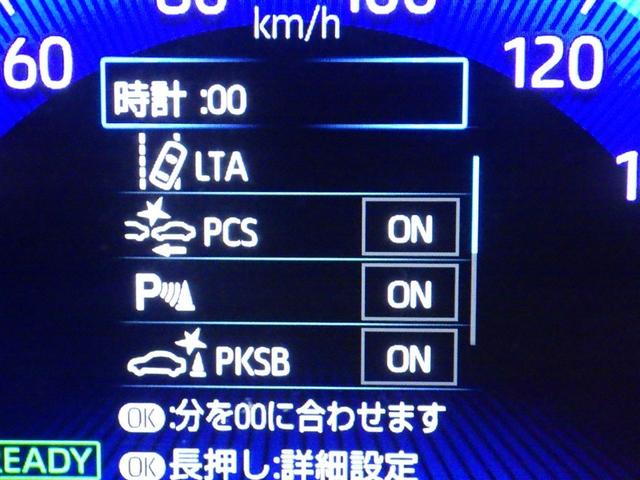 km/h
60
120
時計 :00
LTA
PCS ON
P ON
PKSB ON
OK :分を00に合わせます
READY
OK 長押し:詳細設定